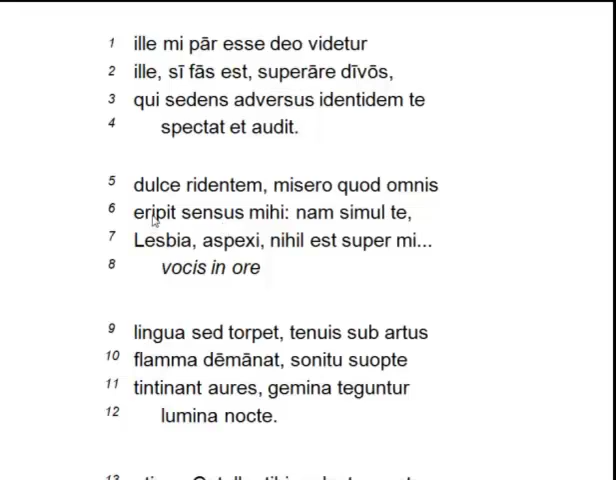 1 ille mi pār esse deo videtur
2 ille, sī fās est, superāre dīvōs,
3 qui sedens adversus identidem te
4 spectat et audit.
5 dulce ridentem, misero quod omnis
6 eripit sensus mihi: nam simul te,
7 Lesbia, aspexi, nihil est super mi...
8 vocis in ore
9 lingua sed torpet, tenuis sub artus
10 flamma dēmānat, sonitu suopte
11 tintinant aures, gemina teguntur
12 lumina nocte.
13